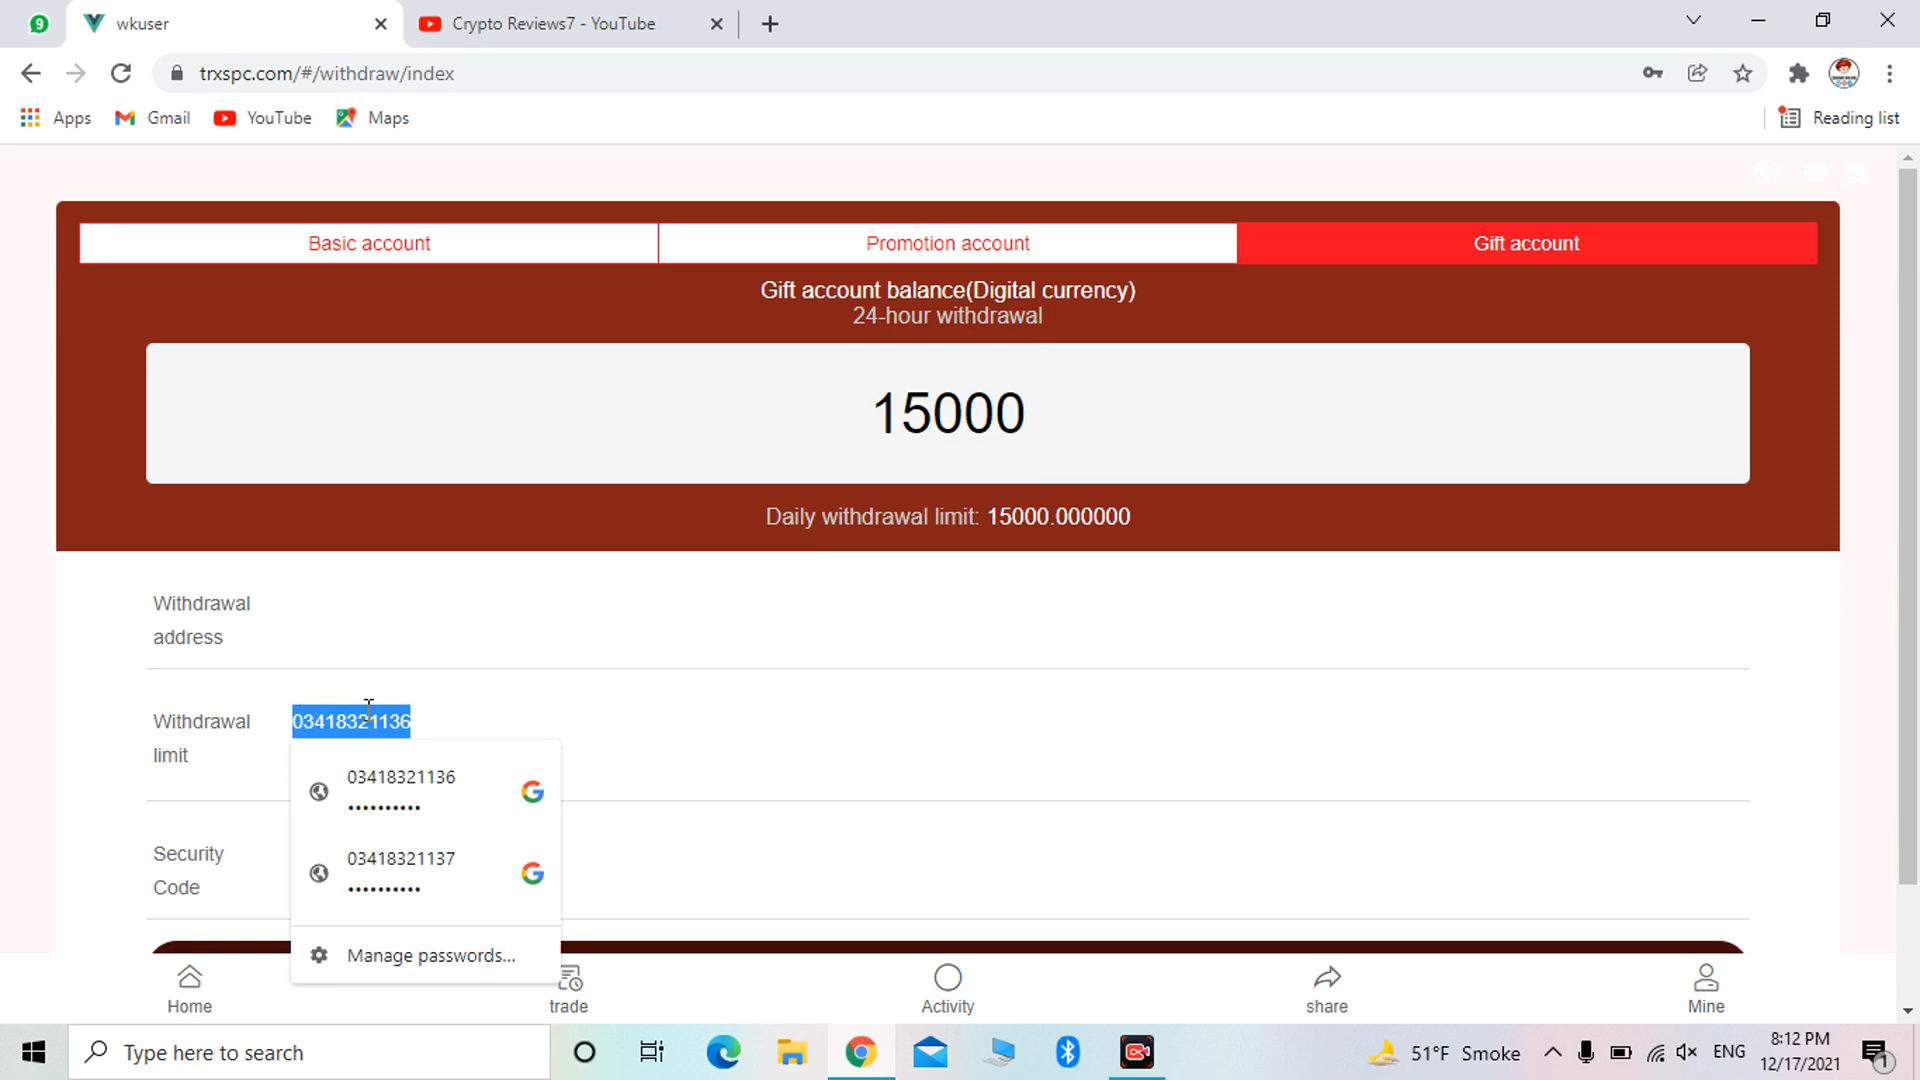 9
wkuser
Crypto Reviews7 - YouTube
trxspc.com/#/withdraw/index
Apps
Gmail
YouTube
Maps
Reading list
Basic account
Promotion account
Gift account
Gift account balance(Digital currency)
24-hour withdrawal
15000
Daily withdrawal limit: 15000.000000
Withdrawal
address
Withdrawal
limit
03418321136
03418321136
••••••••••
03418321137
••••••••••
Manage passwords...
Security
Code
Home
trade
Activity
share
Mine
Type here to search
51°F Smoke
ENG
8:12 PM
12/17/2021
1